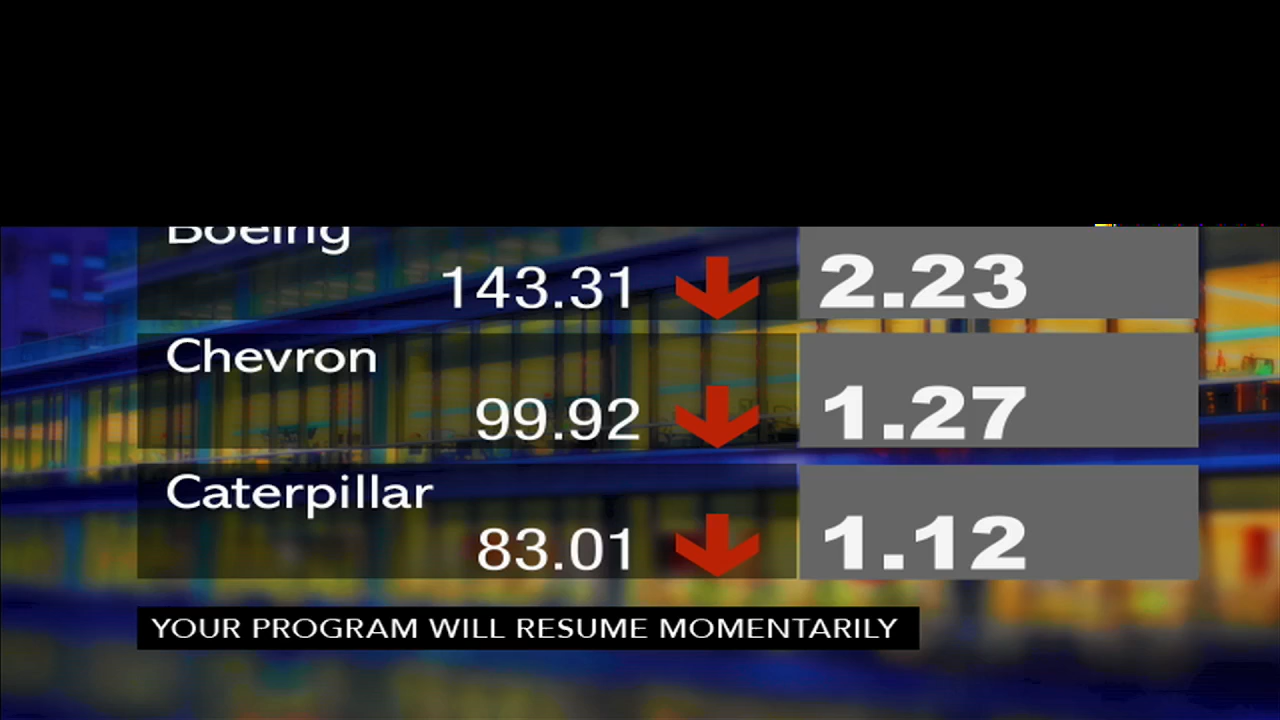 Boeing
143.31 2.23
Chevron
99.92 1.27
Caterpillar
83.01 1.12
YOUR PROGRAM WILL RESUME MOMENTARILY